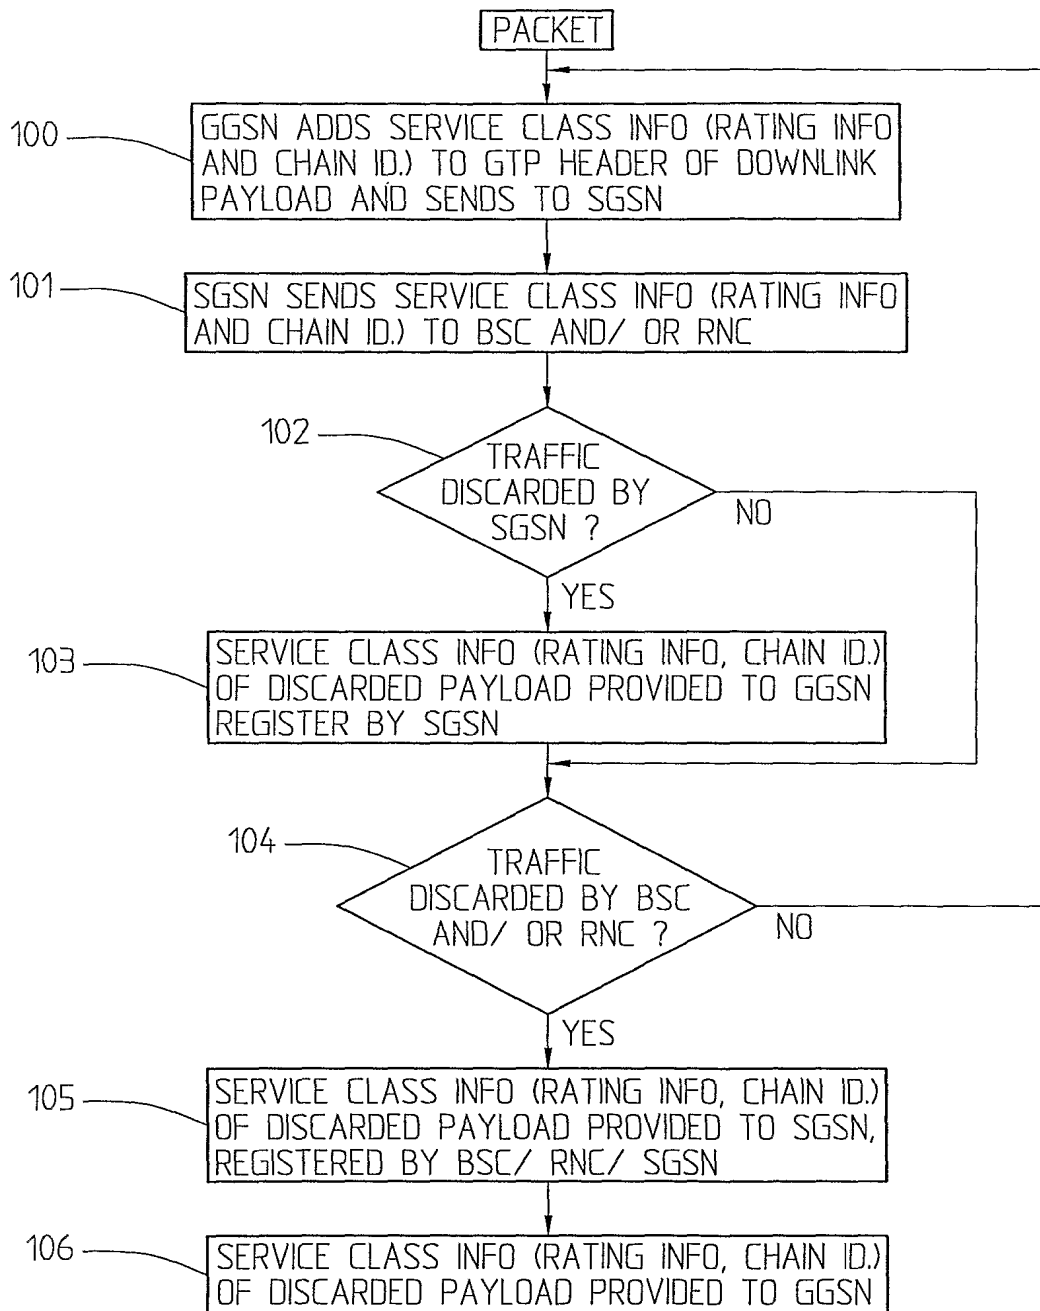 PACKET
100
GGSN ADDS SERVICE CLASS INFO (RATING INFO
AND CHAIN ID.) TO GTP HEADER OF DOWNLINK
PAYLOAD AND SENDS TO SGSN
101
SGSN SENDS SERVICE CLASS INFO (RATING INFO
AND CHAIN ID.) TO BSC AND/ OR RNC
102
TRAFFIC
DISCARDED BY
SGSN ?
NO
YES
103
SERVICE CLASS INFO (RATING INFO, CHAIN ID.)
OF DISCARDED PAYLOAD PROVIDED TO GGSN
REGISTER BY SGSN
104
TRAFFIC
DISCARDED BY BSC
AND/ OR RNC ?
NO
YES
105
SERVICE CLASS INFO (RATING INFO, CHAIN ID.)
OF DISCARDED PAYLOAD PROVIDED TO SGSN,
REGISTERED BY BSC/ RNC/ SGSN
106
SERVICE CLASS INFO (RATING INFO, CHAIN ID.)
OF DISCARDED PAYLOAD PROVIDED TO GGSN